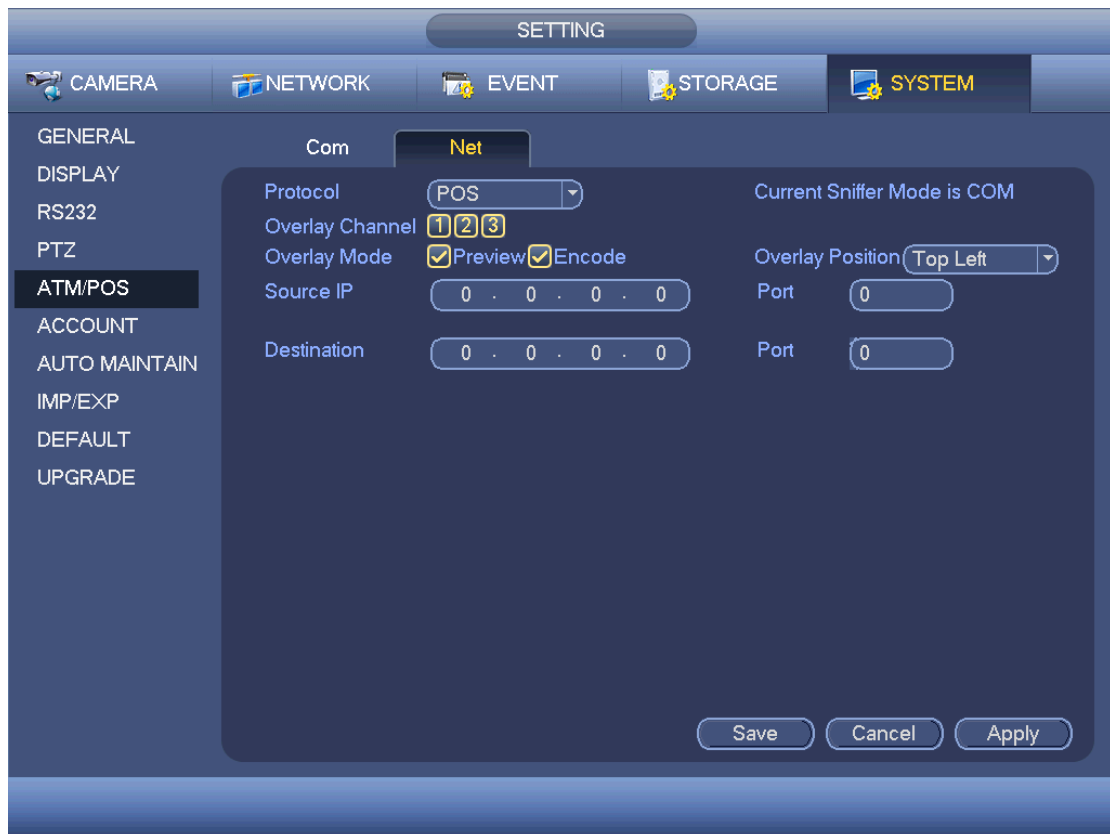 SETTING
CAMERA NETWORK EVENT STORAGE SYSTEM
GENERAL
DISPLAY
RS232
PTZ
ATM/POS
ACCOUNT
AUTO MAINTAIN
IMP/EXP
DEFAULT
UPGRADE
Com Net
Protocol POS Current Sniffer Mode is COM
Overlay Channel 1 2 3
Overlay Mode Preview Encode Overlay Position Top Left
Source IP 0 . 0 . 0 . 0 Port 0
Destination 0 . 0 . 0 . 0 Port 0
Save Cancel Apply